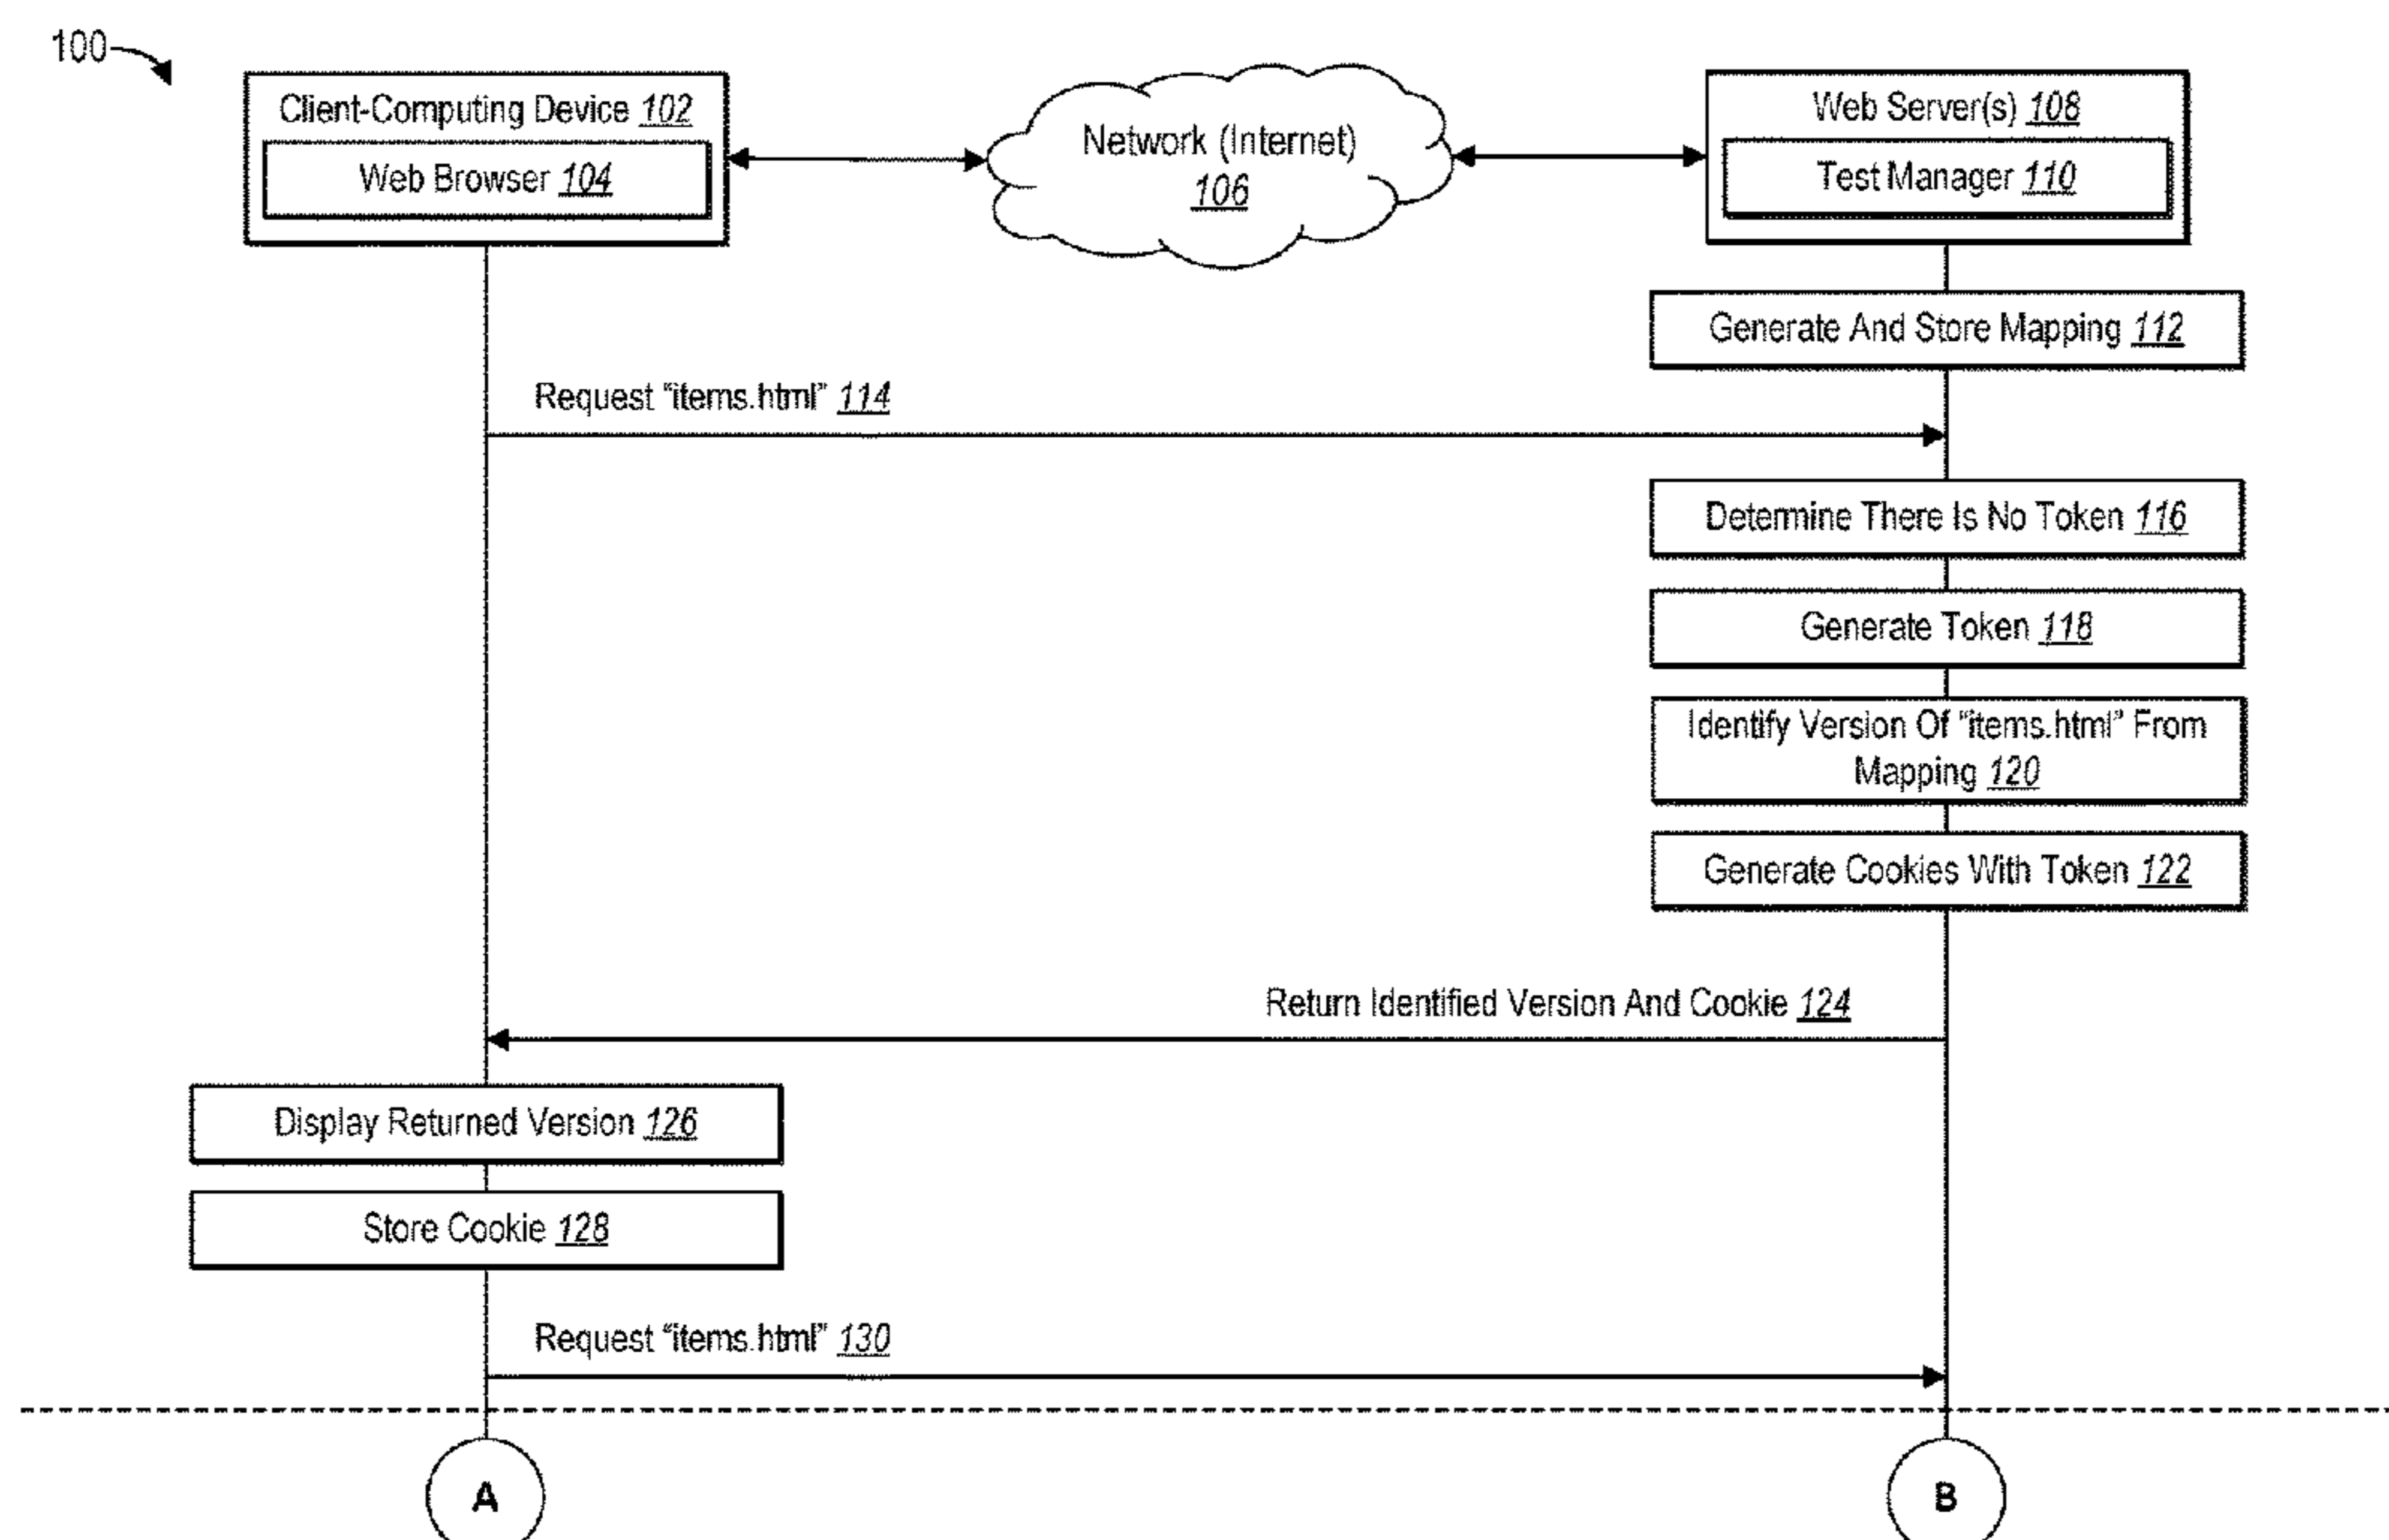 100
Client-Computing Device 102
Web Browser 104
Network (Internet)
106
Web Server(s) 108
Test Manager 110
Generate And Store Mapping 112
Request “items.html” 114
Determine There Is No Token 116
Generate Token 118
Identify Version Of “items.html” From
Mapping 120
Generate Cookies With Token 122
Return Identified Version And Cookie 124
Display Returned Version 126
Store Cookie 128
Request “items.html” 130
A
B